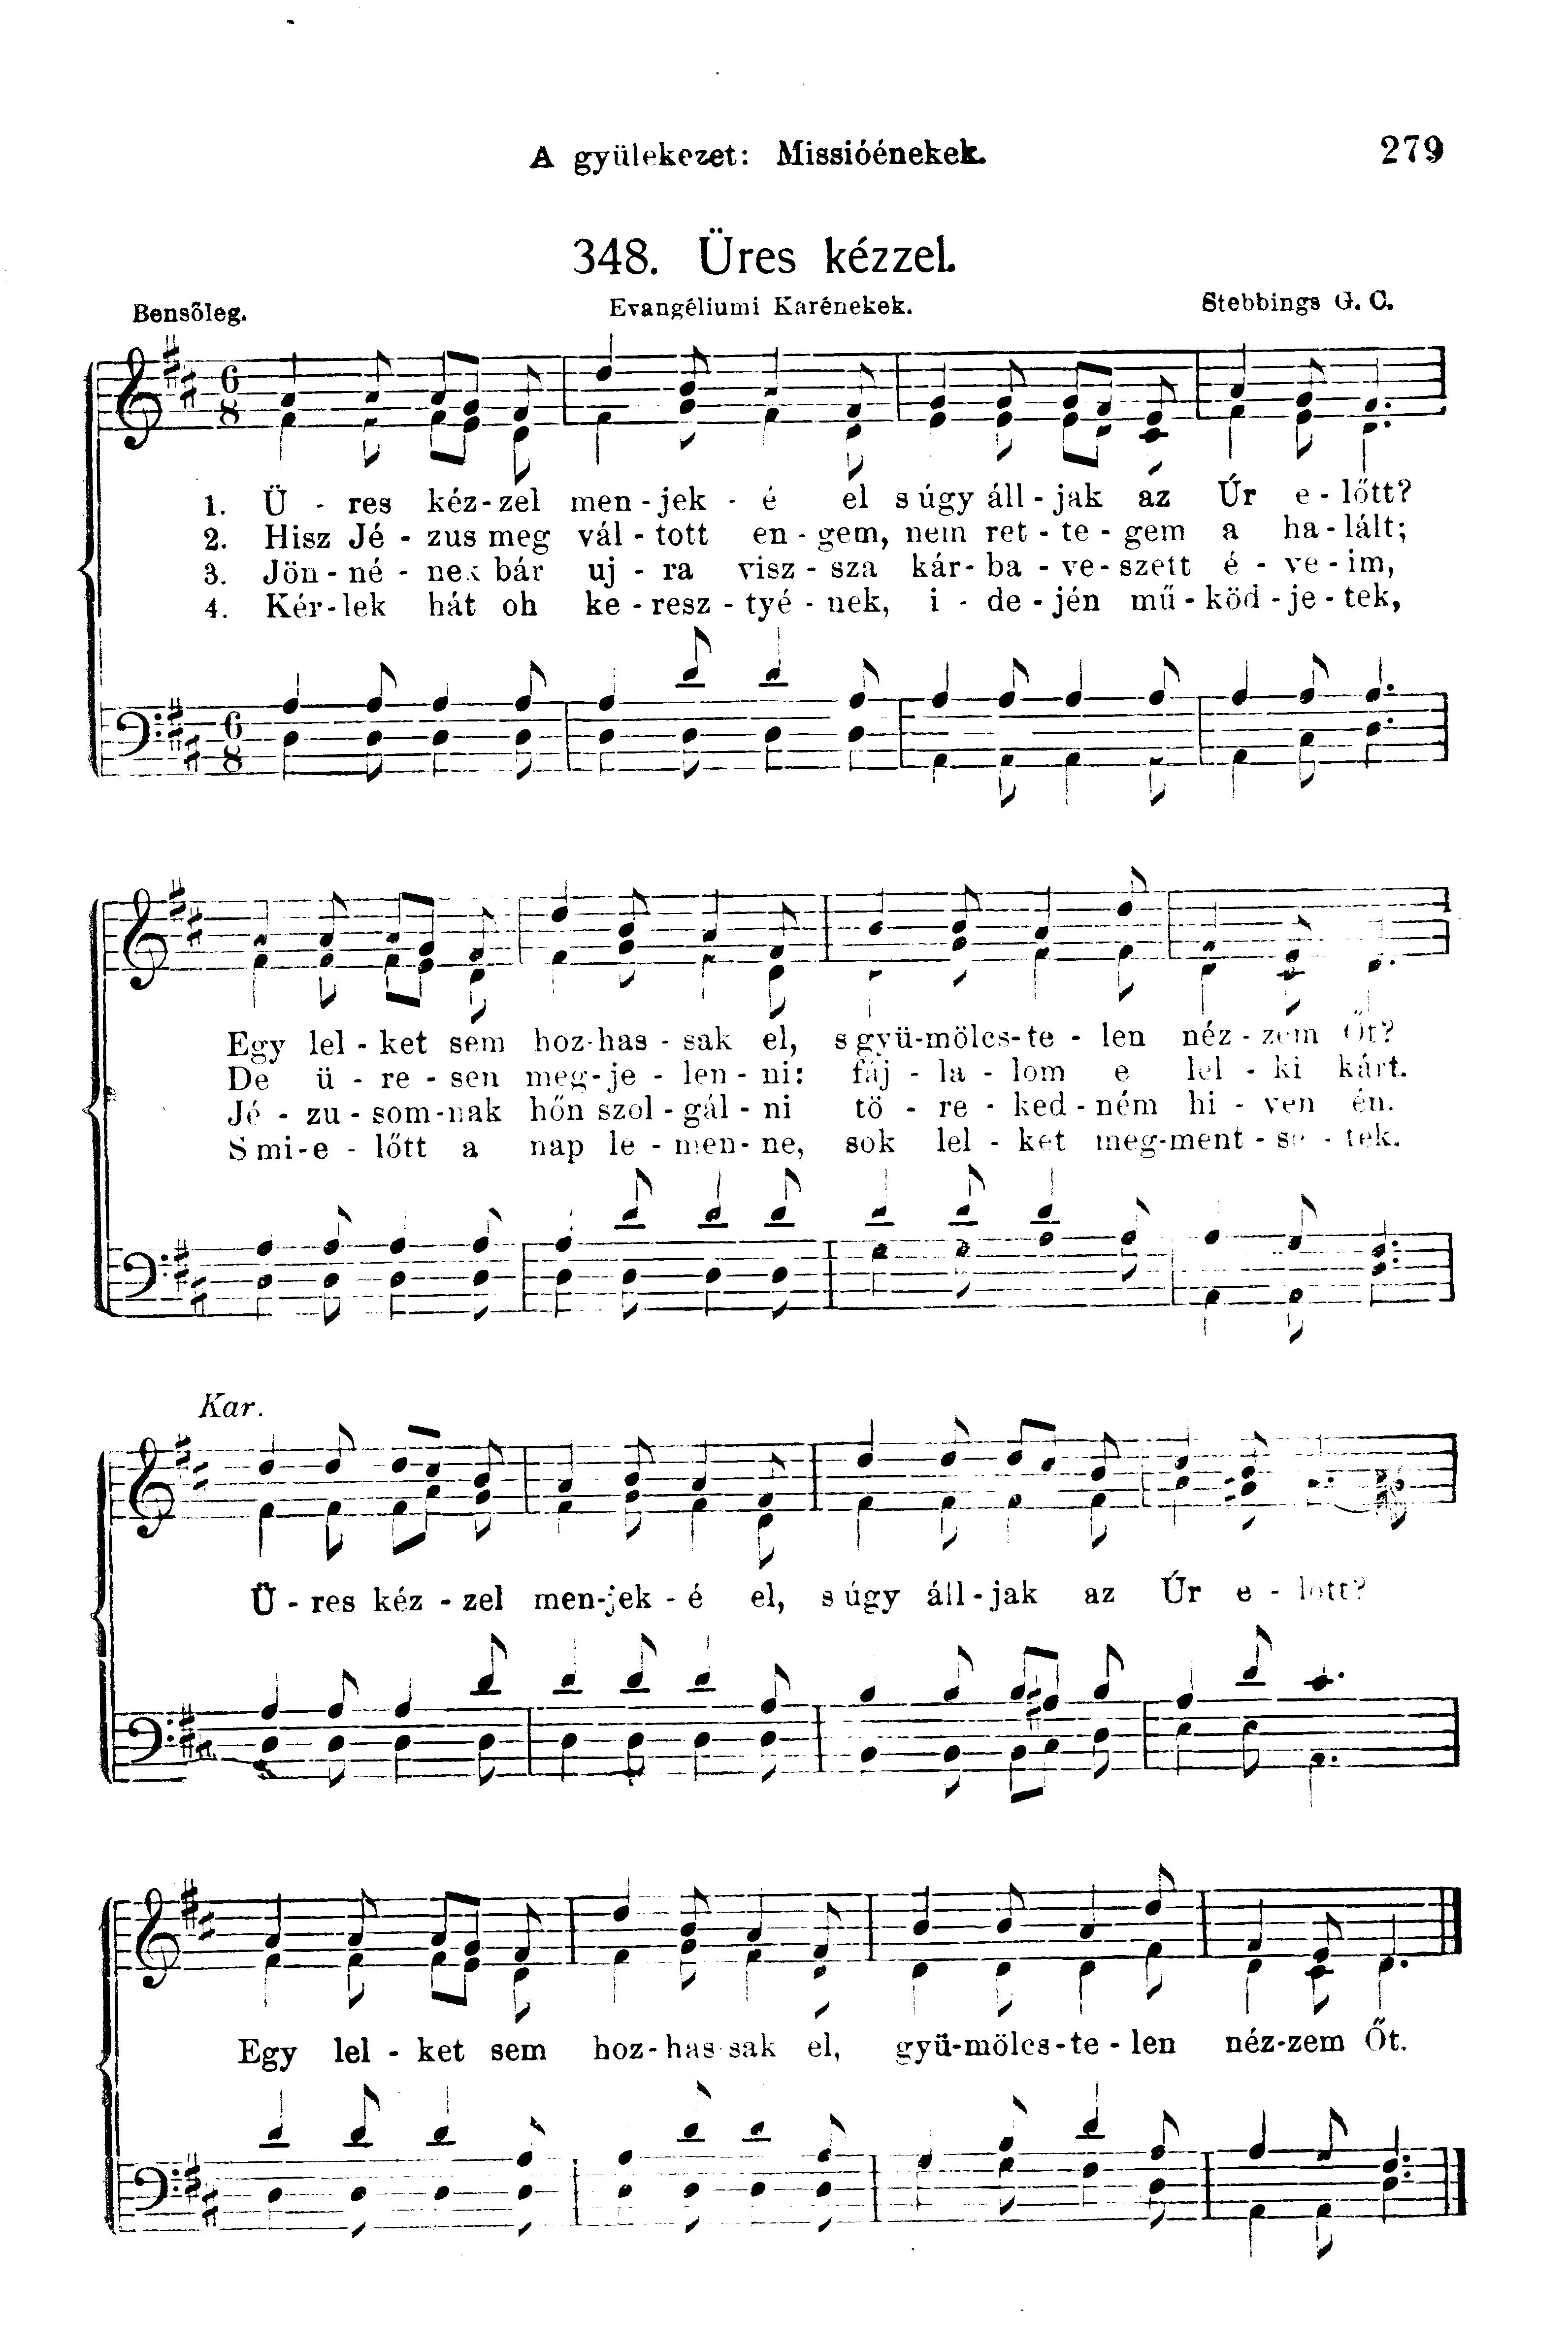 A gyülekezet: Missióénekek.
279
348. Üres kézzel.
Bensőleg.
Evangéliumi Karénekek.
Stebbings G. C.
1. Ü - res kéz-zel men-jek - é el s úgy áll-jak az Úr e-lőtt?
2. Hisz Jé - zus meg vál-tott en-gem, nem ret-te-gem a ha-lált;
3. Jön-né-nek bár uj-ra visz-sza kár-ba-ve-szett é-ve-im,
4. Kér-lek hát oh ke-resz-tyé-nek, i-de-jén mű-köd-je-tek,
Egy lel-ket sem hoz-has-sak el, s gyü-mölcs-te-len néz-zem Őt?
De ü-re-sen meg-je-len-ni: fáj-la-lom e lel-ki kárt.
Jé-zu-som-nak hőn szol-gál-ni tö-re-ked-ném hi-ven én.
S mi-e-lőtt a nap le-men-ne, sok lel-ket meg-ment-se-tek.
Kar.
Ü-res kéz-zel men-jek-é el, s úgy áll-jak az Úr e-lőtt?
Egy lel-ket sem hoz-has-sak el, gyü-mölcs-te-len néz-zem Őt.